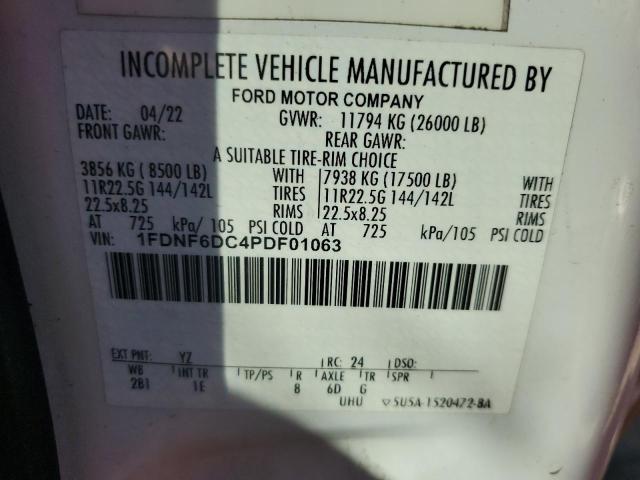 INCOMPLETE VEHICLE MANUFACTURED BY
FORD MOTOR COMPANY
DATE: 04/22 GVWR: 11794 KG (26000 LB)
FRONT GAWR: REAR GAWR:
A SUITABLE TIRE-RIM CHOICE
3856 KG ( 8500 LB) WITH 7938 KG (17500 LB) WITH
11R22.5G 144/142L TIRES 11R22.5G 144/142L TIRES
22.5x8.25 RIMS 22.5x8.25 RIMS
AT 725 kPa/ 105 PSI COLD AT 725 kPa/105 PSI COLD
VIN: 1FDNF6DC4PDF01063
EXT PNT: YZ RC: 24 DSO:
WB INT TR TP/PS R AXLE TR SPR
281 IE 8 6D G
UHU 5U5A-1520472-BA